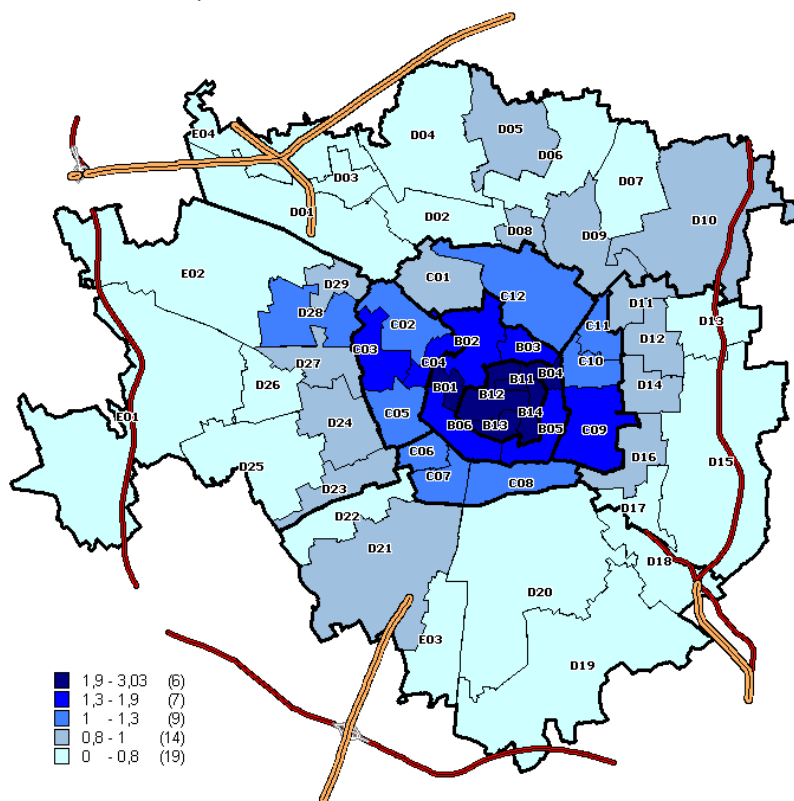 D04
D05
E04
D06
D03
D07
D01
D02
D10
D08
D09
E02
C01
D29
C12
D11
D28
C02
C11
D13
B02
D12
C03
B03
C10
D27
C04
B04
B11
D26
B01
D14
B12
E01
C05
B14
D24
B06
B13
B05
C09
C06
D16
D25
D15
C07
C08
D23
D17
D22
D21
D18
D20
E03
D19
1,9 - 3,03 (6)
1,3 - 1,9 (7)
1 - 1,3 (9)
0,8 - 1 (14)
0 - 0,8 (19)